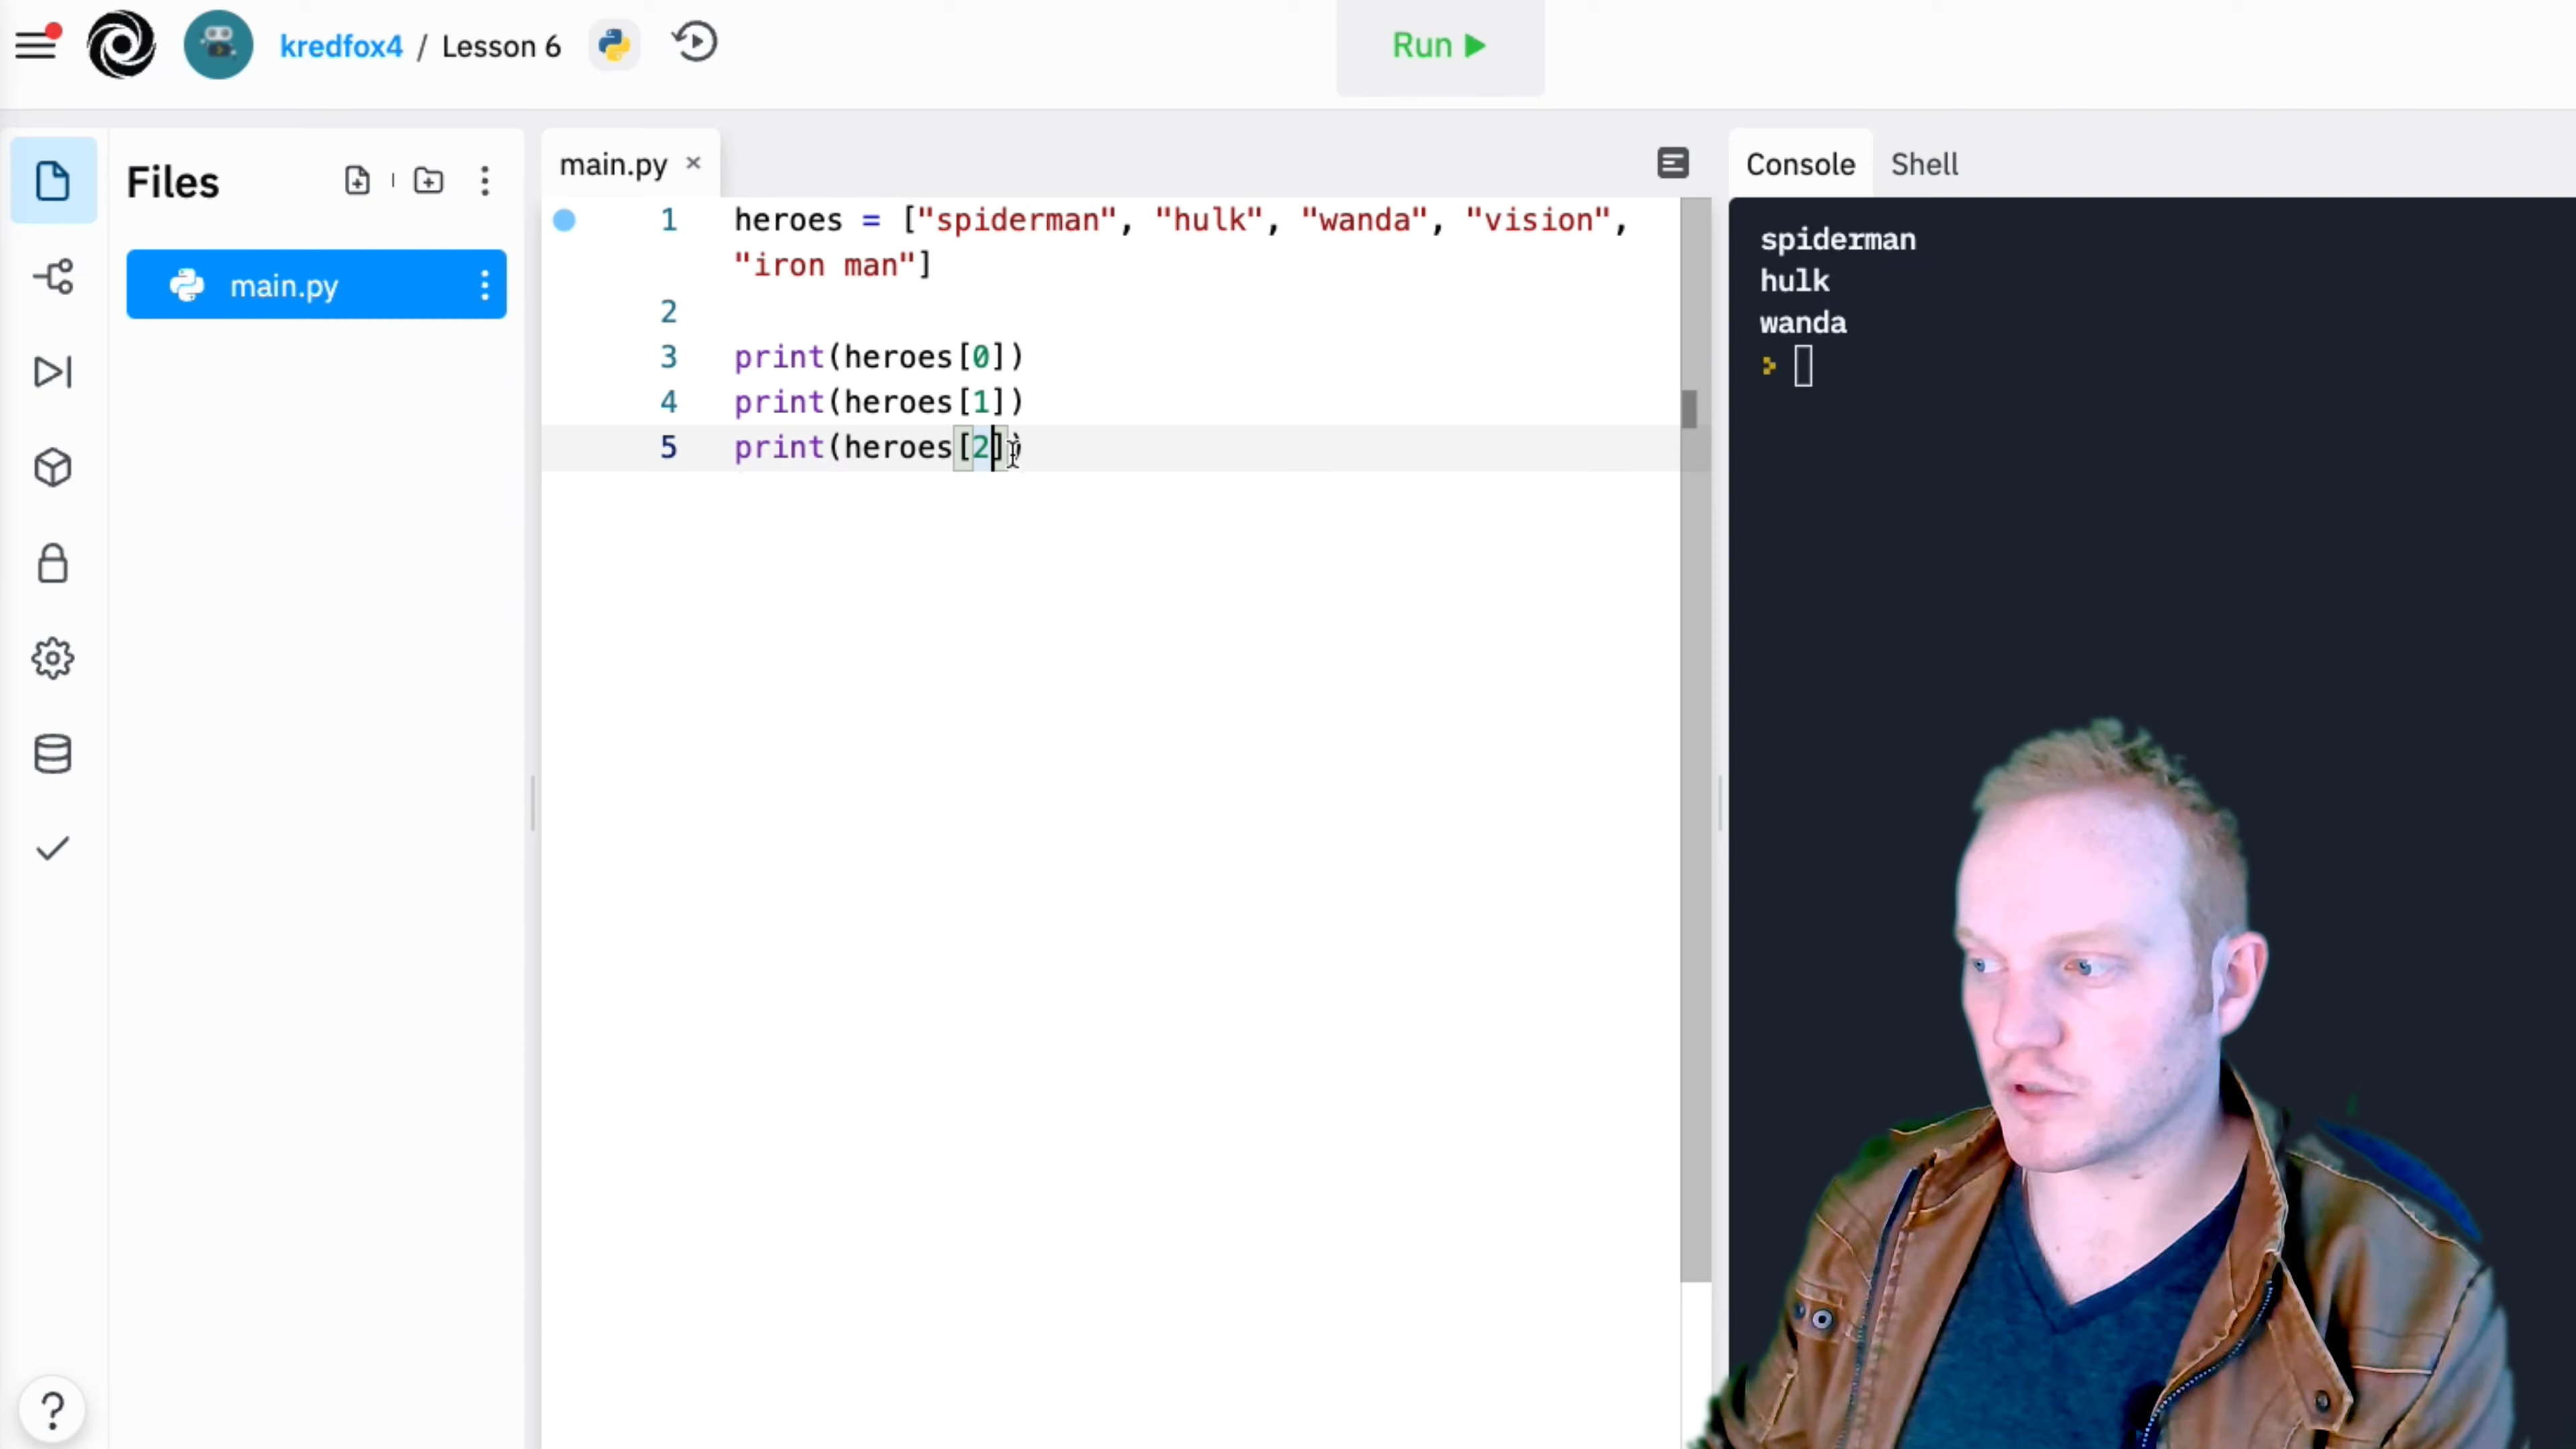 kredfox4 / Lesson 6
Run
Files
main.py
main.py
Console
Shell
1 heroes = ["spiderman", "hulk", "wanda", "vision",
"iron man"]
2
3 print(heroes[0])
4 print(heroes[1])
5 print(heroes[2])
spiderman
hulk
wanda
?